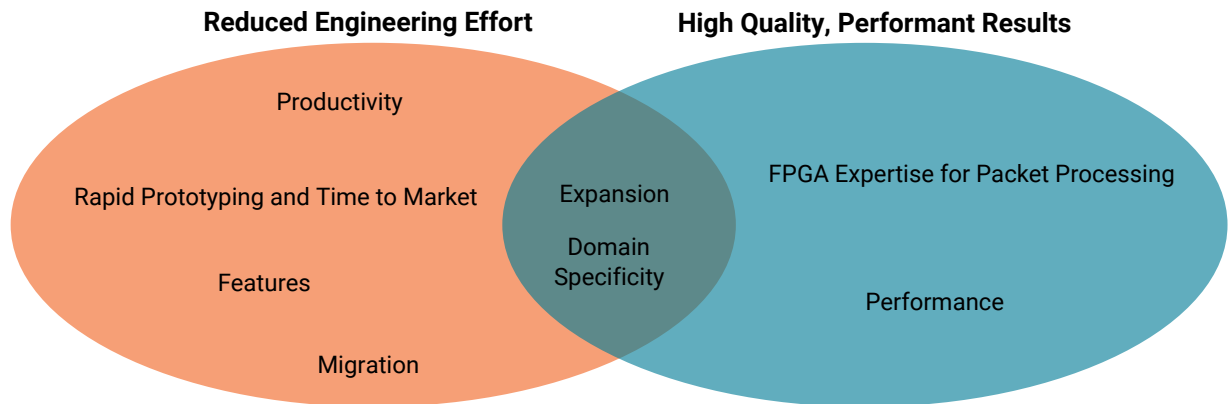 Reduced Engineering Effort
High Quality, Performant Results
Productivity
Rapid Prototyping and Time to Market
Features
Migration
Expansion
Domain
Specificity
FPGA Expertise for Packet Processing
Performance